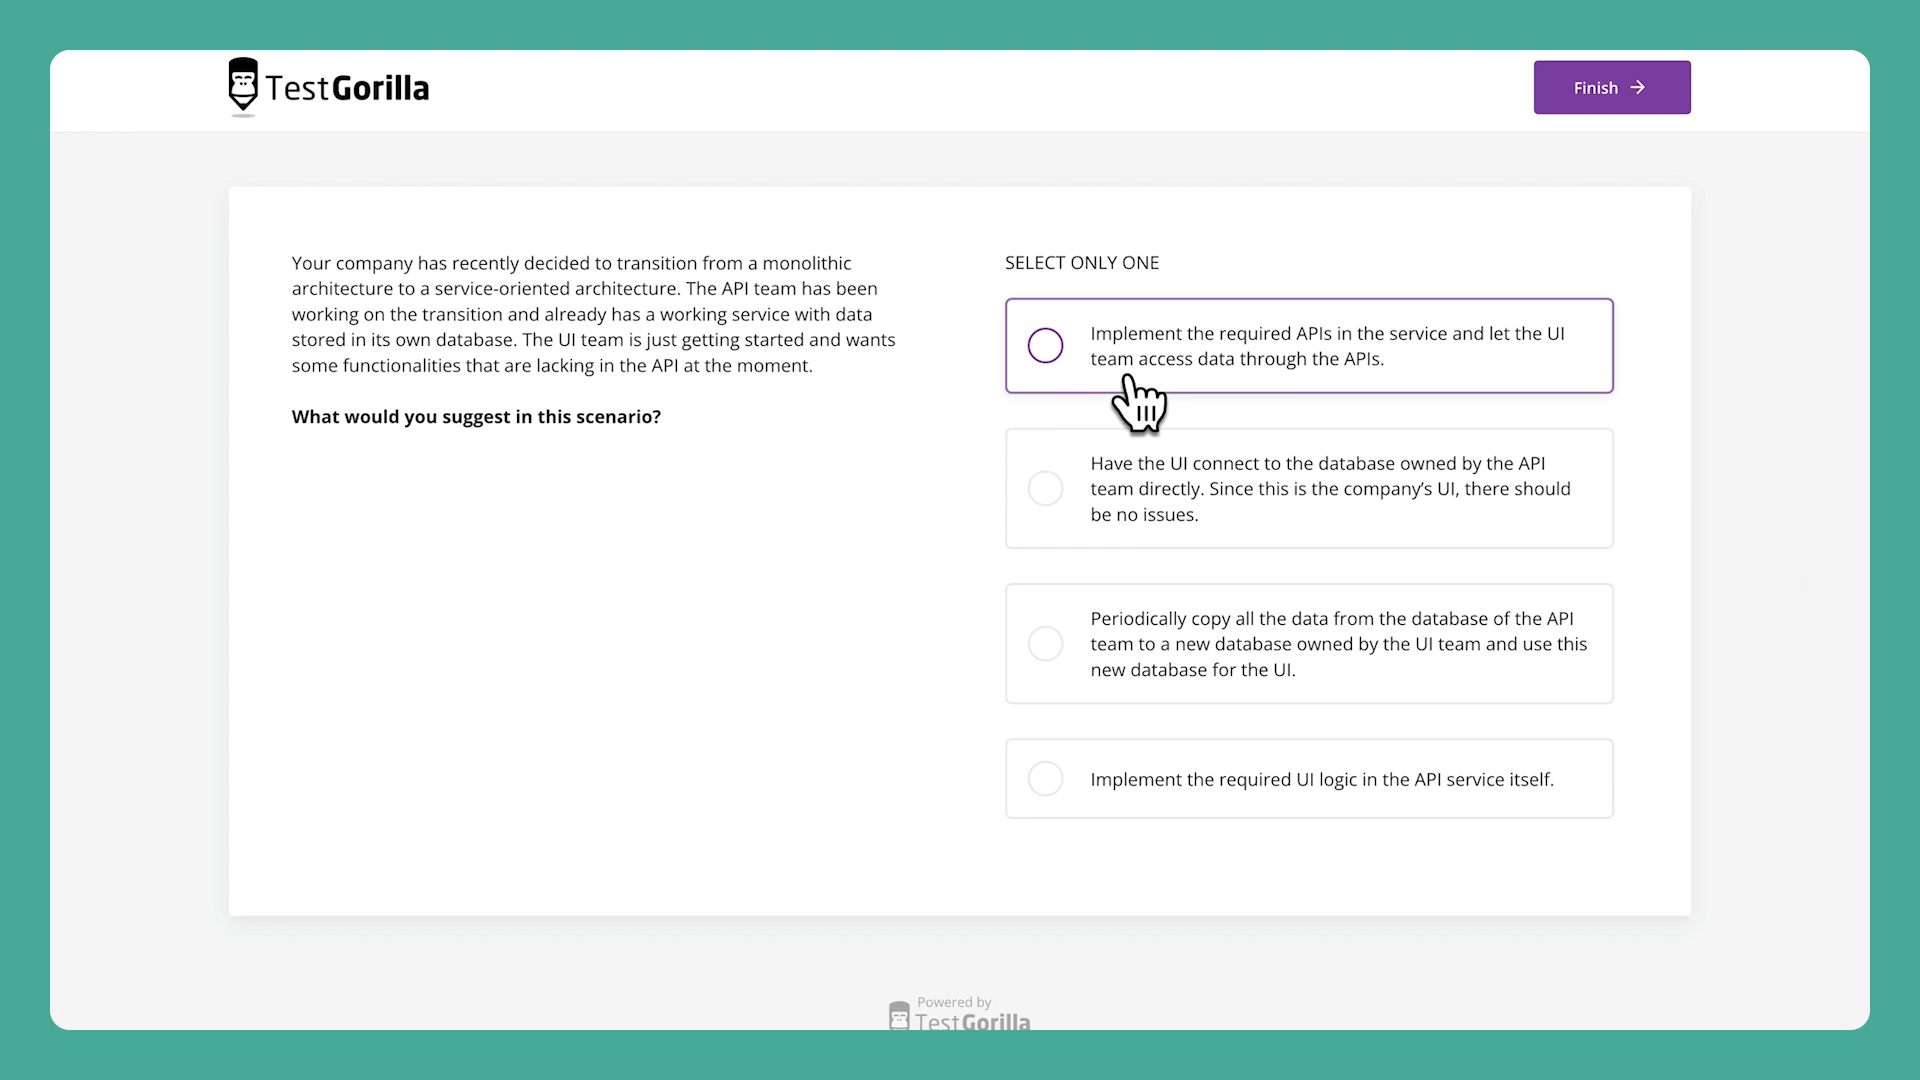 TestGorilla
Finish
Your company has recently decided to transition from a monolithic
architecture to a service-oriented architecture. The API team has been
working on the transition and already has a working service with data
stored in its own database. The UI team is just getting started and wants
some functionalities that are lacking in the API at the moment.
What would you suggest in this scenario?
SELECT ONLY ONE
Implement the required APIs in the service and let the UI
team access data through the APIs.
Have the UI connect to the database owned by the API
team directly. Since this is the company’s UI, there should
be no issues.
Periodically copy all the data from the database of the API
team to a new database owned by the UI team and use this
new database for the UI.
Implement the required UI logic in the API service itself.
Powered by
TestGorilla